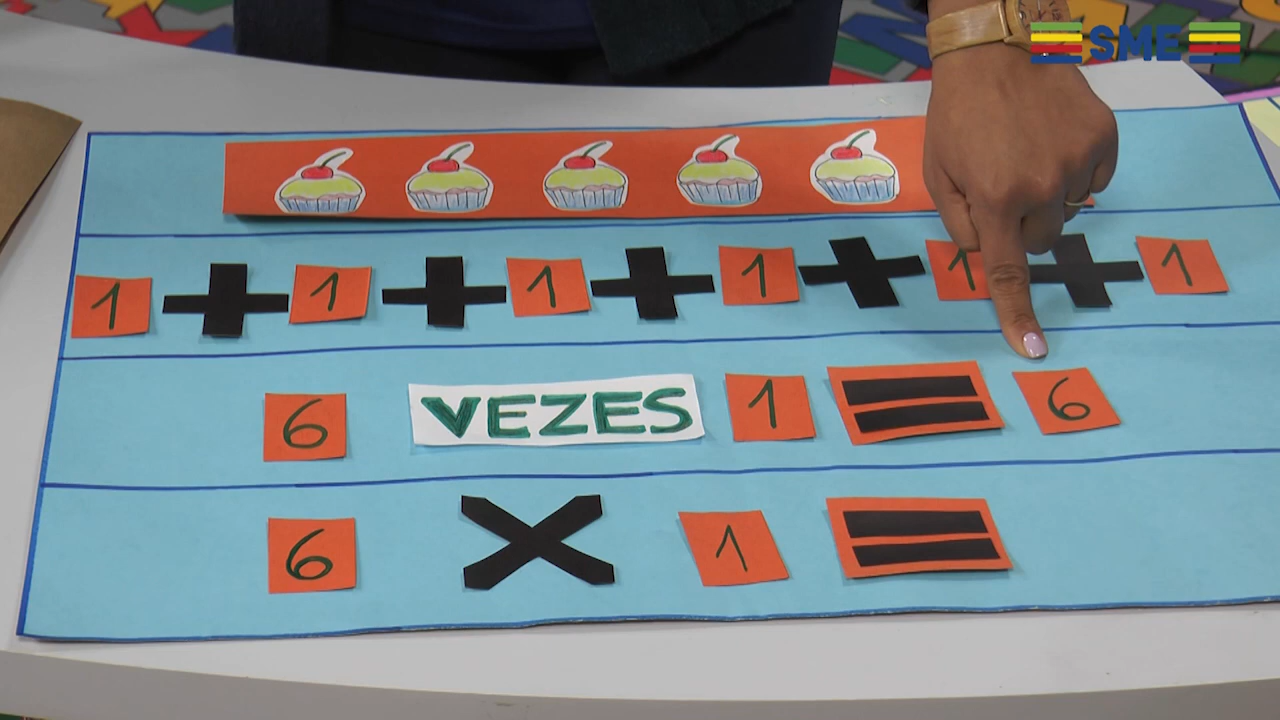 SME
1 + 1 + 1 + 1 + 1 + 1
6 VEZES 1 = 6
6 X 1 =